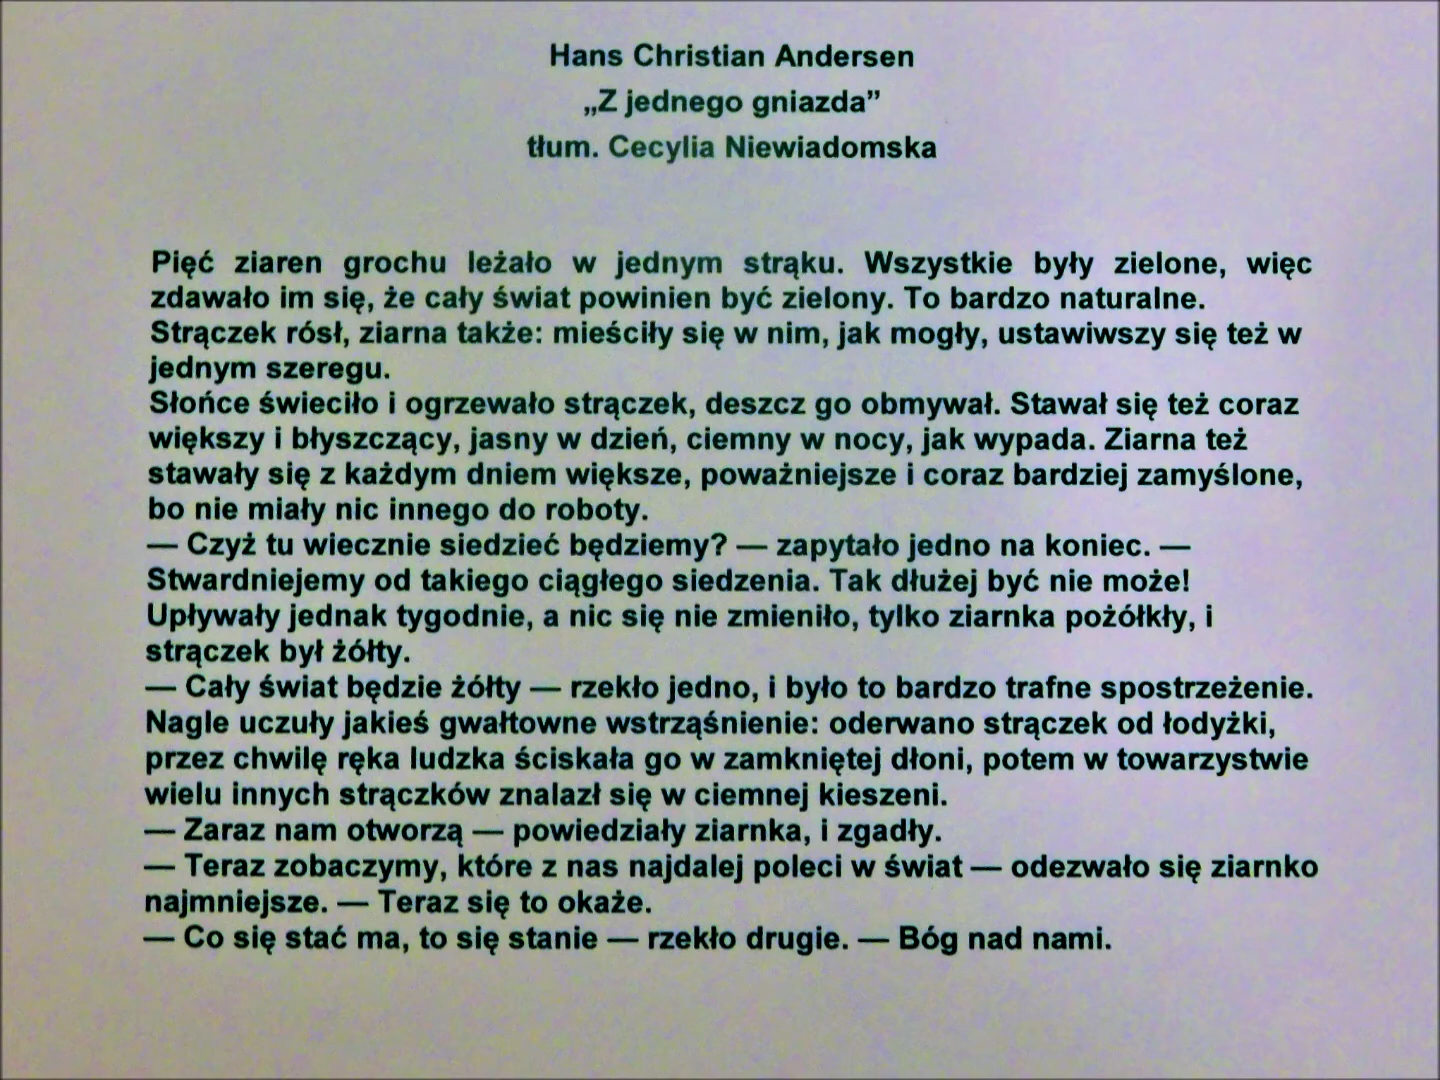 Hans Christian Andersen
„Z jednego gniazda”
tłum. Cecylia Niewiadomska
Pięć ziaren grochu leżało w jednym strąku. Wszystkie były zielone, więc
zdawało im się, że cały świat powinien być zielony. To bardzo naturalne.
Strączek rósł, ziarna także: mieściły się w nim, jak mogły, ustawiwszy się też w
jednym szeregu.
Słońce świeciło i ogrzewało strączek, deszcz go obmywał. Stawał się też coraz
większy i błyszczący, jasny w dzień, ciemny w nocy, jak wypada. Ziarna też
stawały się z każdym dniem większe, poważniejsze i coraz bardziej zamyślone,
bo nie miały nic innego do roboty.
— Czyż tu wiecznie siedzieć będziemy? — zapytało jedno na koniec. —
Stwardniejemy od takiego ciągłego siedzenia. Tak dłużej być nie może!
Upływały jednak tygodnie, a nic się nie zmieniło, tylko ziarnka pożółkły, i
strączek był żółty.
— Cały świat będzie żółty — rzekło jedno, i było to bardzo trafne spostrzeżenie.
Nagle uczuły jakieś gwałtowne wstrząśnienie: oderwano strączek od łodyżki,
przez chwilę ręka ludzka ściskała go w zamkniętej dłoni, potem w towarzystwie
wielu innych strączków znalazł się w ciemnej kieszeni.
— Zaraz nam otworzą — powiedziały ziarnka, i zgadły.
— Teraz zobaczymy, które z nas najdalej poleci w świat — odezwało się ziarnko
najmniejsze. — Teraz się to okaże.
— Co się stać ma, to się stanie — rzekło drugie. — Bóg nad nami.